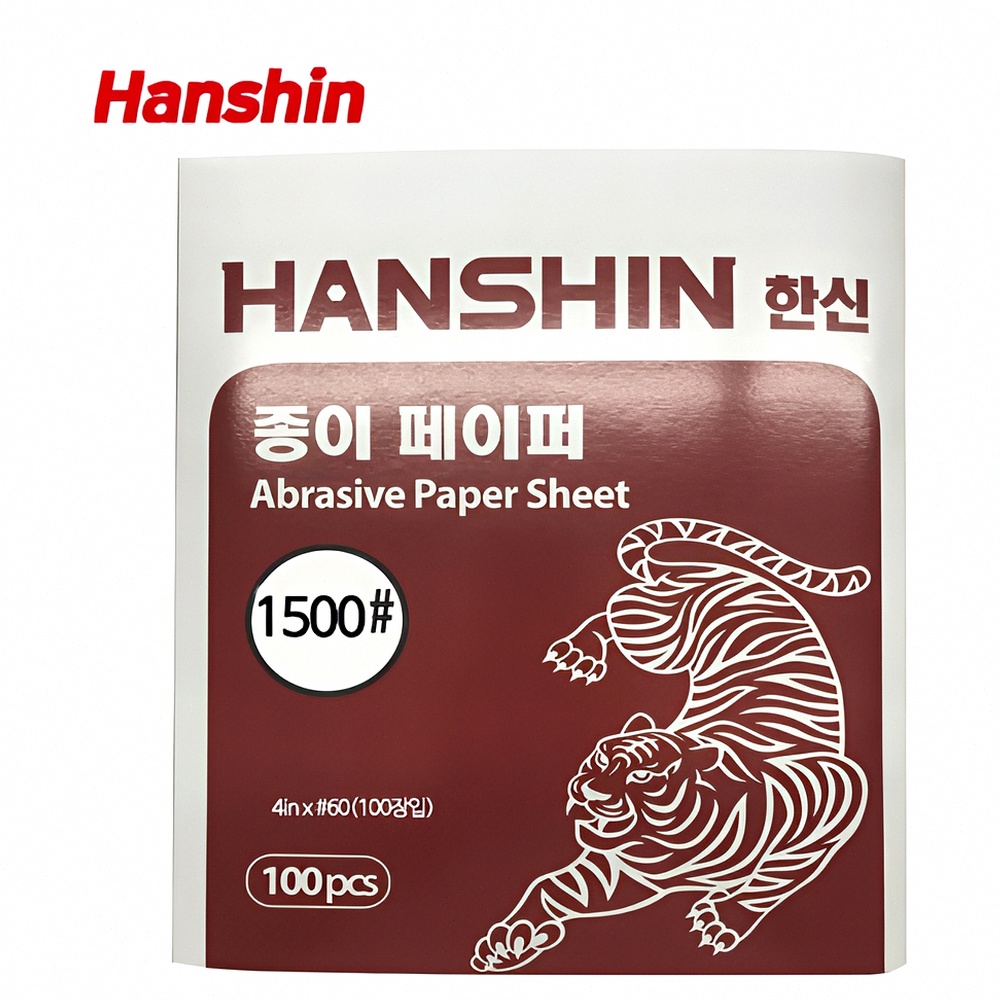 Hanshin
HANSHIN 한신
종이 페이퍼
Abrasive Paper Sheet
1500#
4in x #60(100장입)
100pcs